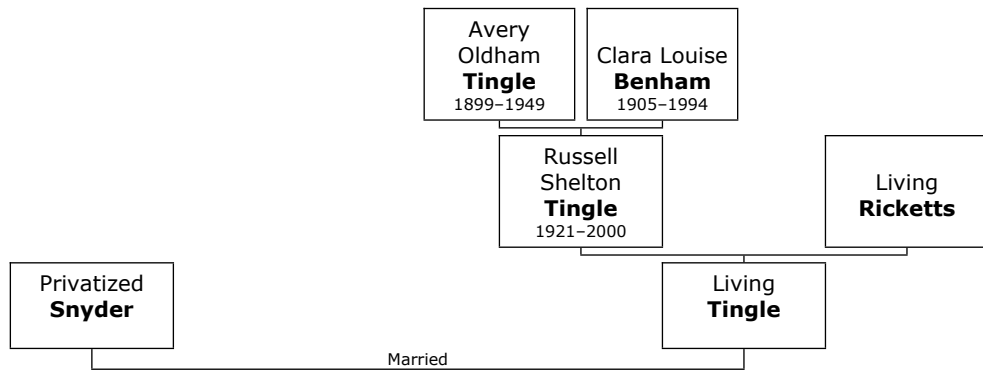 Avery
Oldham
Tingle
1899–1949
Clara Louise
Benham
1905–1994
Russell
Shelton
Tingle
1921–2000
Living
Ricketts
Privatized
Snyder
Living
Tingle
Married